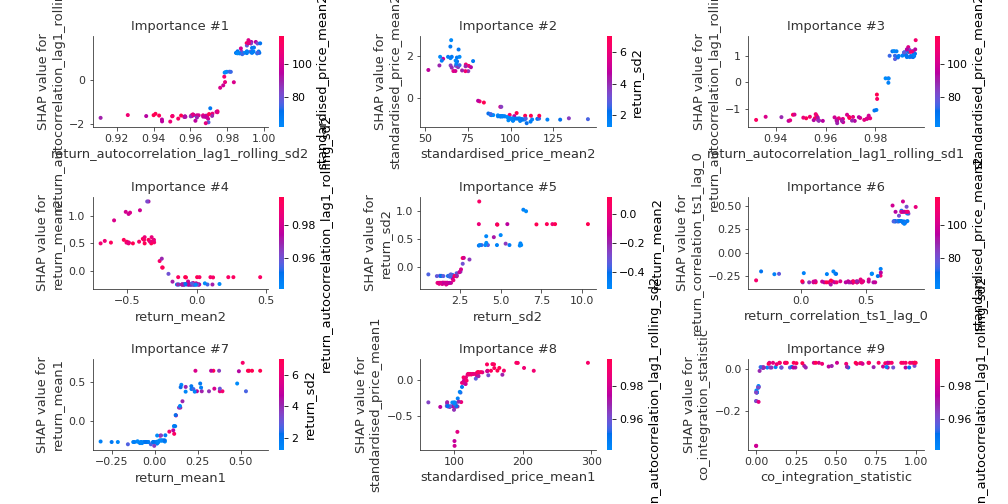 Importance #1
SHAP value for
return_autocorrelation_lag1_rolling_sd2
0
−2
0.92
0.94
0.96
0.98
1.00
return_autocorrelation_lag1_rolling_sd2
100
80
standardised_price_mean2
Importance #2
SHAP value for
standardised_price_mean2
2
0
50
75
100
125
standardised_price_mean2
6
4
2
return_sd2
Importance #3
SHAP value for
return_autocorrelation_lag1_rolling_sd1
1
0
−1
0.94
0.96
0.98
return_autocorrelation_lag1_rolling_sd1
100
80
standardised_price_mean2
Importance #4
SHAP value for
return_mean2
1.0
0.5
0.0
−0.5
0.0
0.5
return_mean2
0.98
0.96
return_autocorrelation_lag1_rolling_sd2
Importance #5
SHAP value for
return_sd2
1.0
0.5
0.0
2.5
5.0
7.5
10.0
return_sd2
0.0
−0.2
−0.4
return_mean2
Importance #6
SHAP value for
return_correlation_ts1_lag_0
0.50
0.25
0.00
−0.25
0.0
0.5
return_correlation_ts1_lag_0
100
80
standardised_price_mean2
Importance #7
SHAP value for
return_mean1
0.5
0.0
−0.25
0.00
0.25
0.50
return_mean1
6
4
2
return_sd2
Importance #8
SHAP value for
standardised_price_mean1
0.0
−0.5
100
200
300
standardised_price_mean1
0.98
0.96
n_autocorrelation_lag1_rolling_sd2
Importance #9
SHAP value for
co_integration_statistic
0.0
−0.2
0.00
0.25
0.50
0.75
1.00
co_integration_statistic
0.98
0.96
n_autocorrelation_lag1_rolling_sd2